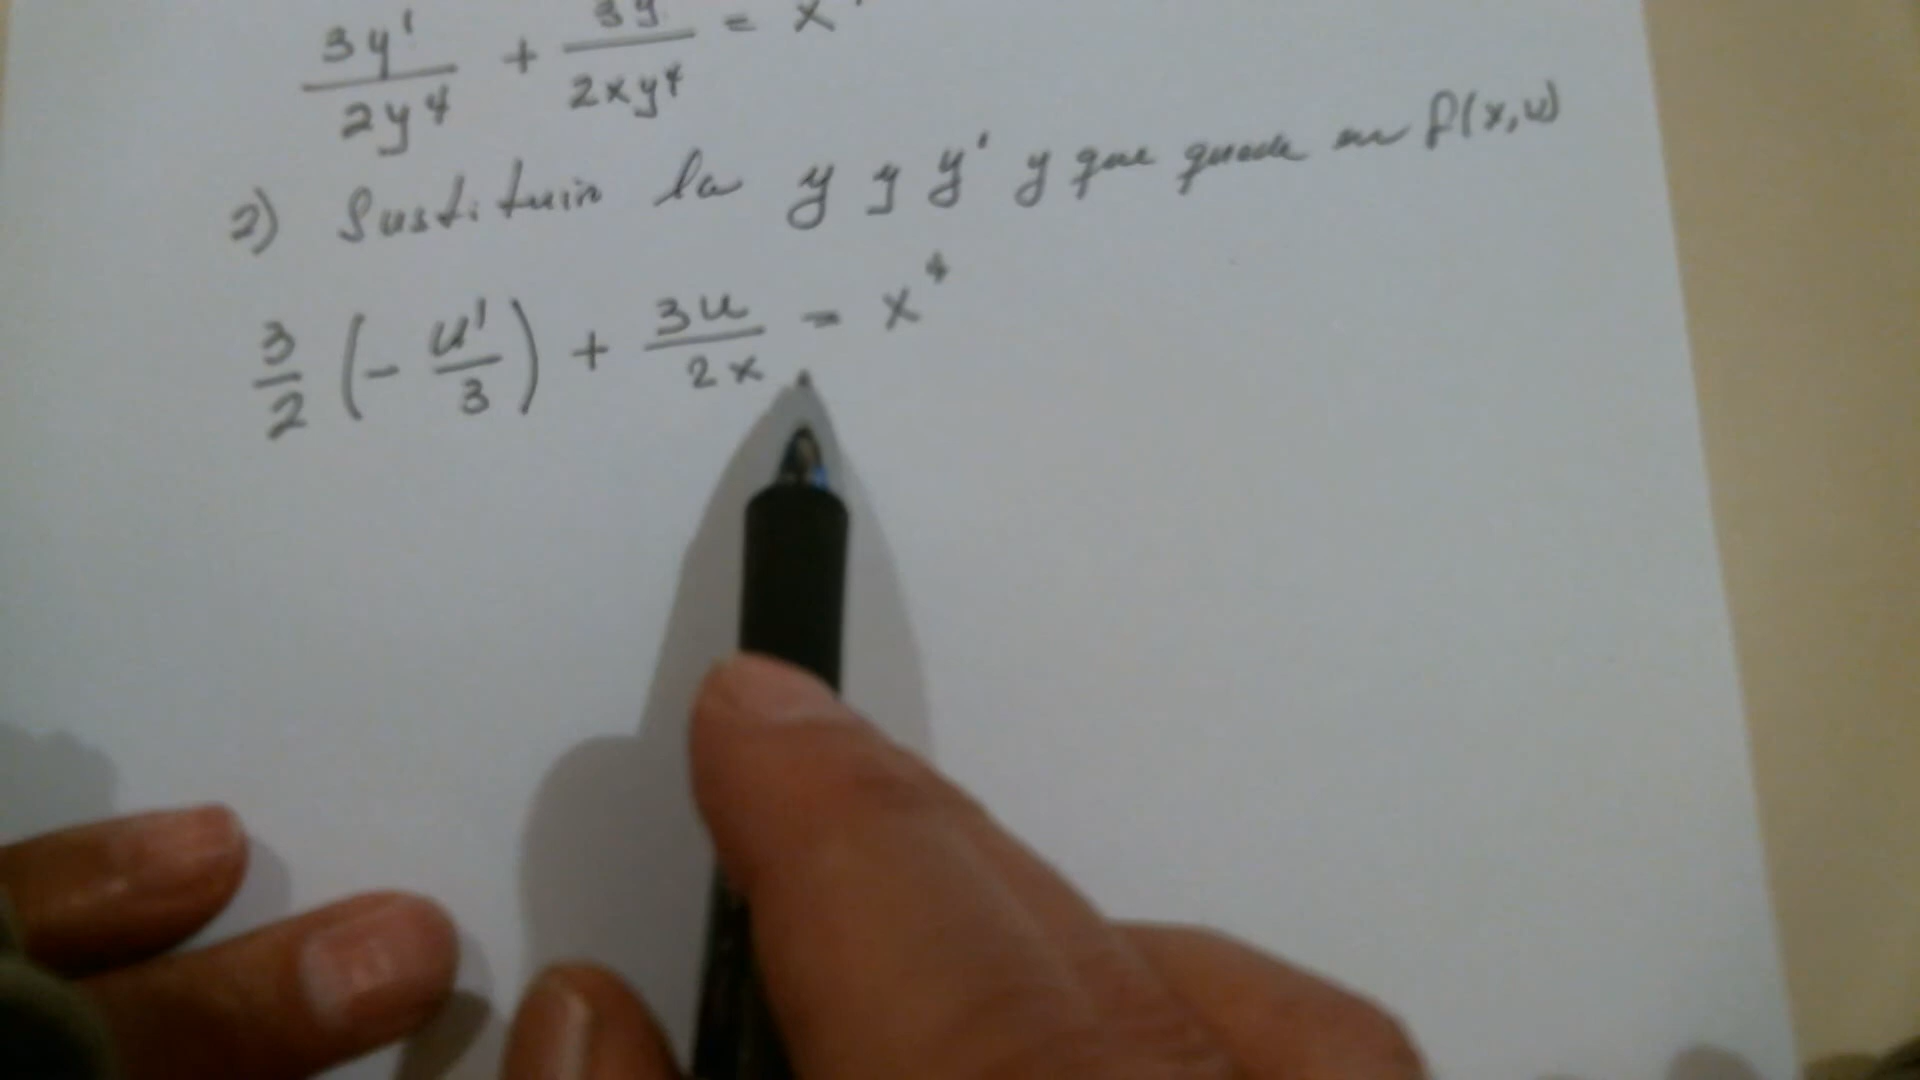 3y'/2y⁴ + 3y/2xy⁴ = x
2) Sustituir la y y y' y que quede en f(x,u)
3/2 (- u'/3) + 3u/2x = x⁴